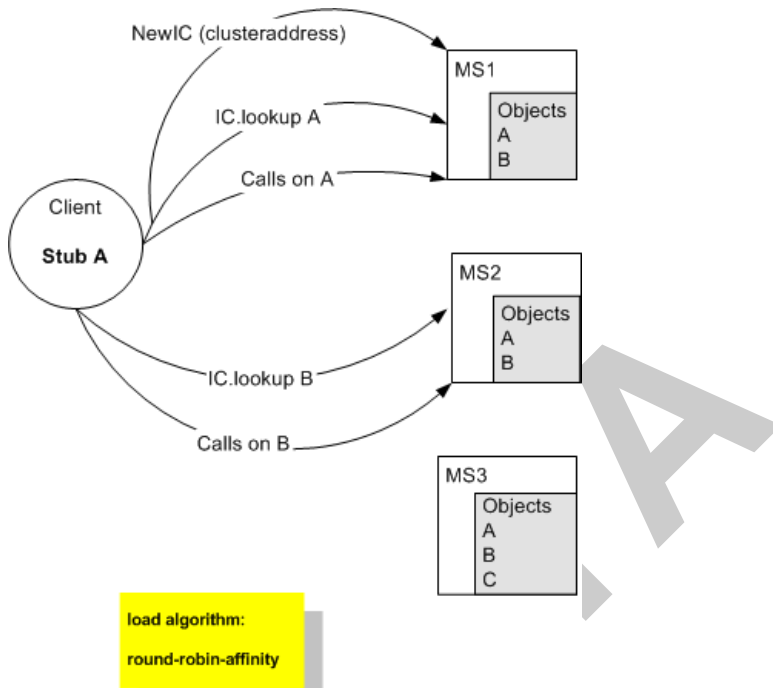 NewIC (clusteraddress)
MS1
Objects
A
B
IC.lookup A
Calls on A
Client
Stub A
MS2
Objects
A
B
IC.lookup B
Calls on B
MS3
Objects
A
B
C
load algorithm:
round-robin-affinity
A